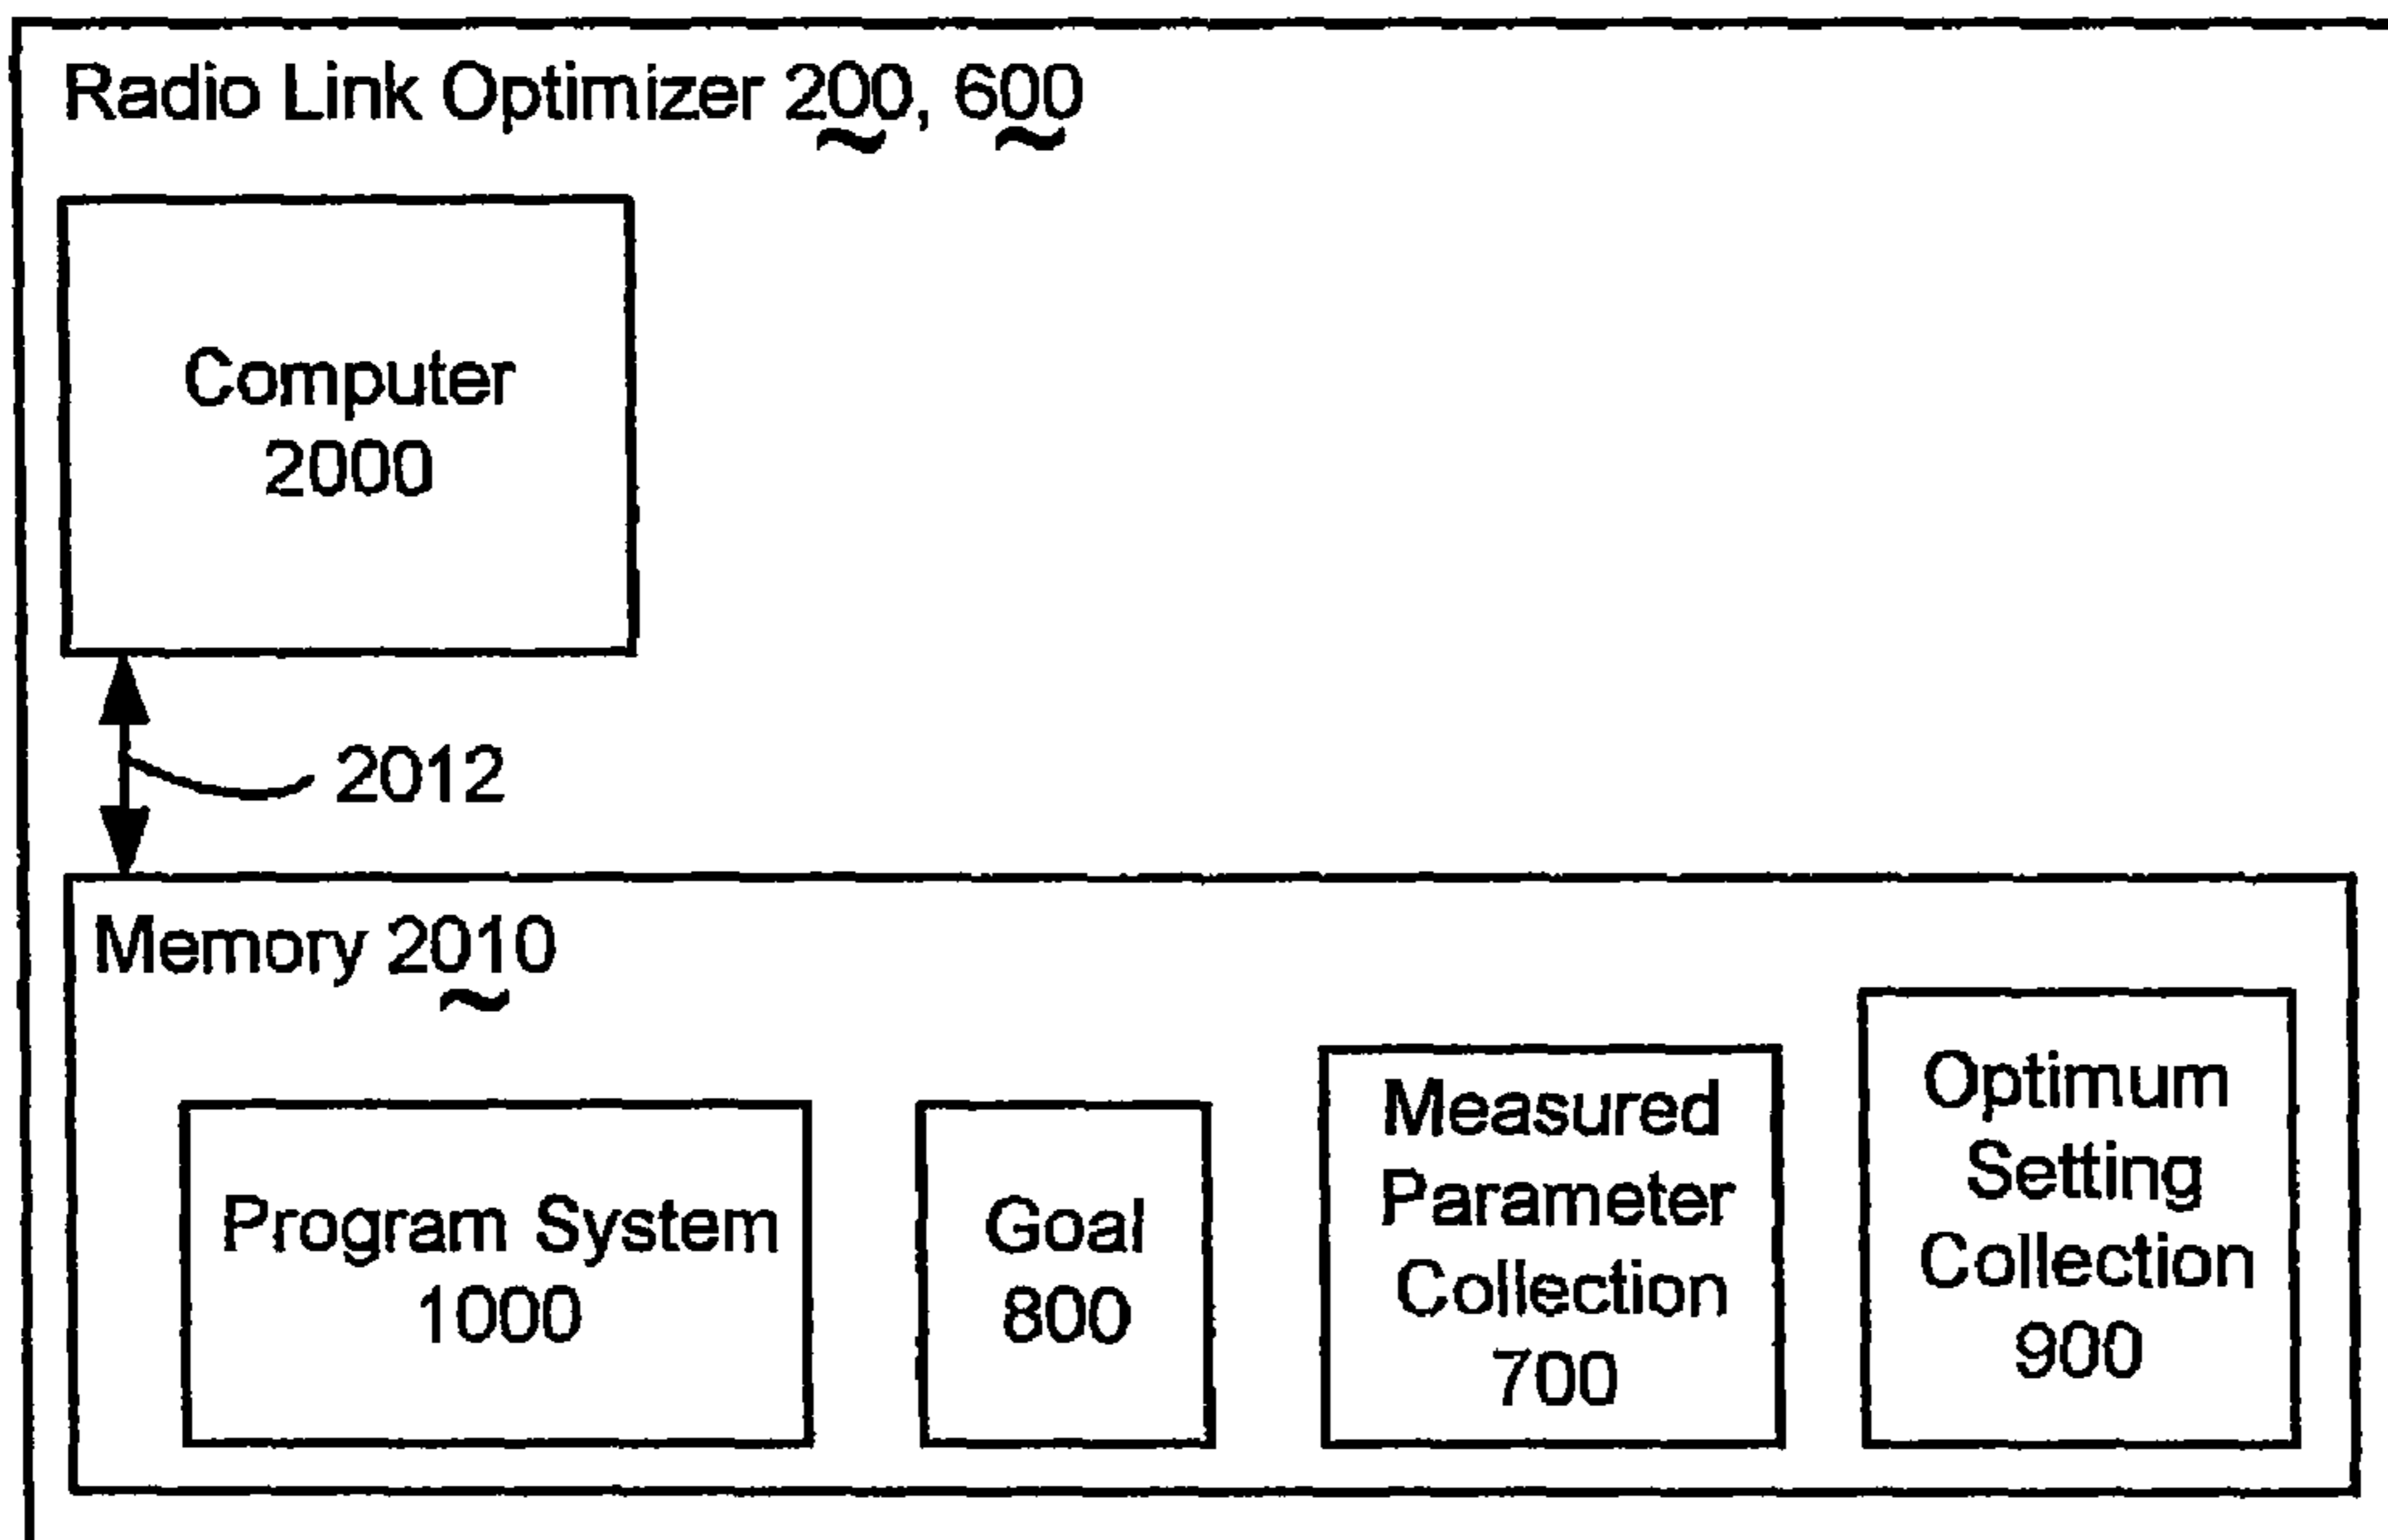 Radio Link Optimizer 200, 600
Computer
2000
2012
Memory 2010
Program System
1000
Goal
800
Measured
Parameter
Collection
700
Optimum
Setting
Collection
900